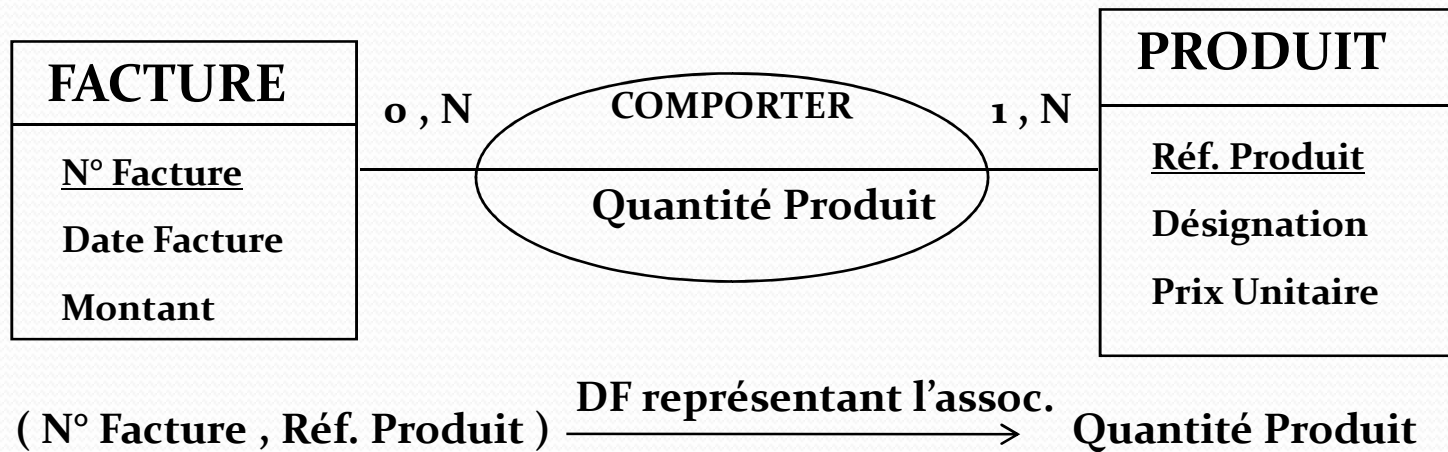 FACTURE
N° Facture
Date Facture
Montant
0 , N
COMPORTER
Quantité Produit
1 , N
PRODUIT
Réf. Produit
Désignation
Prix Unitaire
( N° Facture , Réf. Produit ) DF représentant l’assoc. Quantité Produit